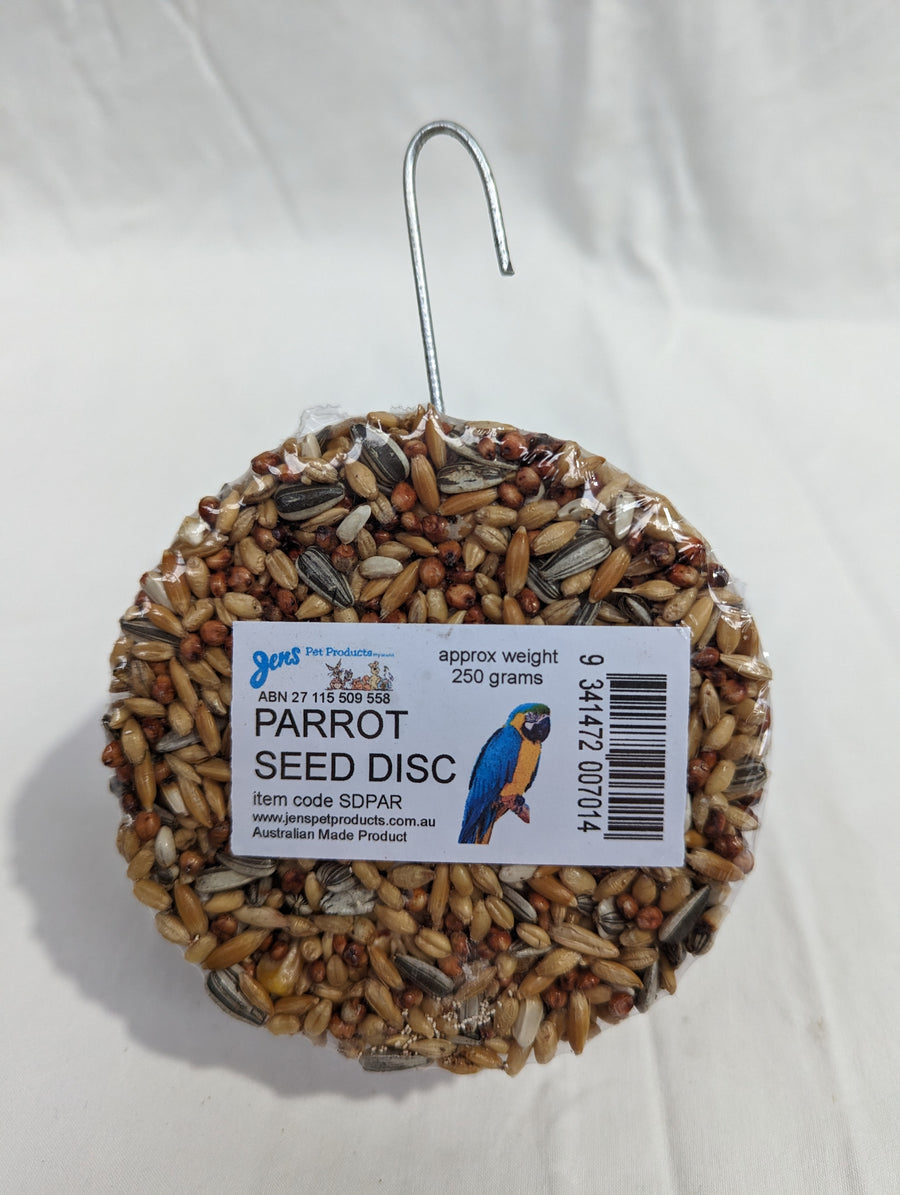 Jens Pet Products
approx weight
250 grams
ABN 27 115 509 558
PARROT
SEED DISC
item code SDPAR
www.jenspetproducts.com.au
Australian Made Product
9 341472 007014